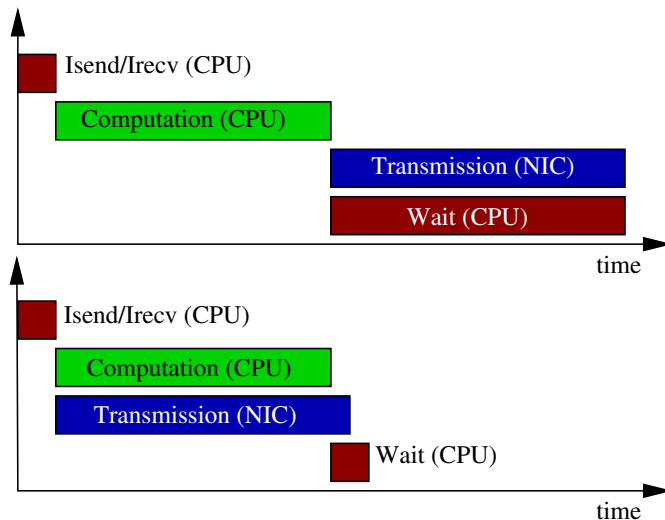 Isend/Irecv (CPU)
Computation (CPU)
Transmission (NIC)
Wait (CPU)
time
Isend/Irecv (CPU)
Computation (CPU)
Transmission (NIC)
Wait (CPU)
time